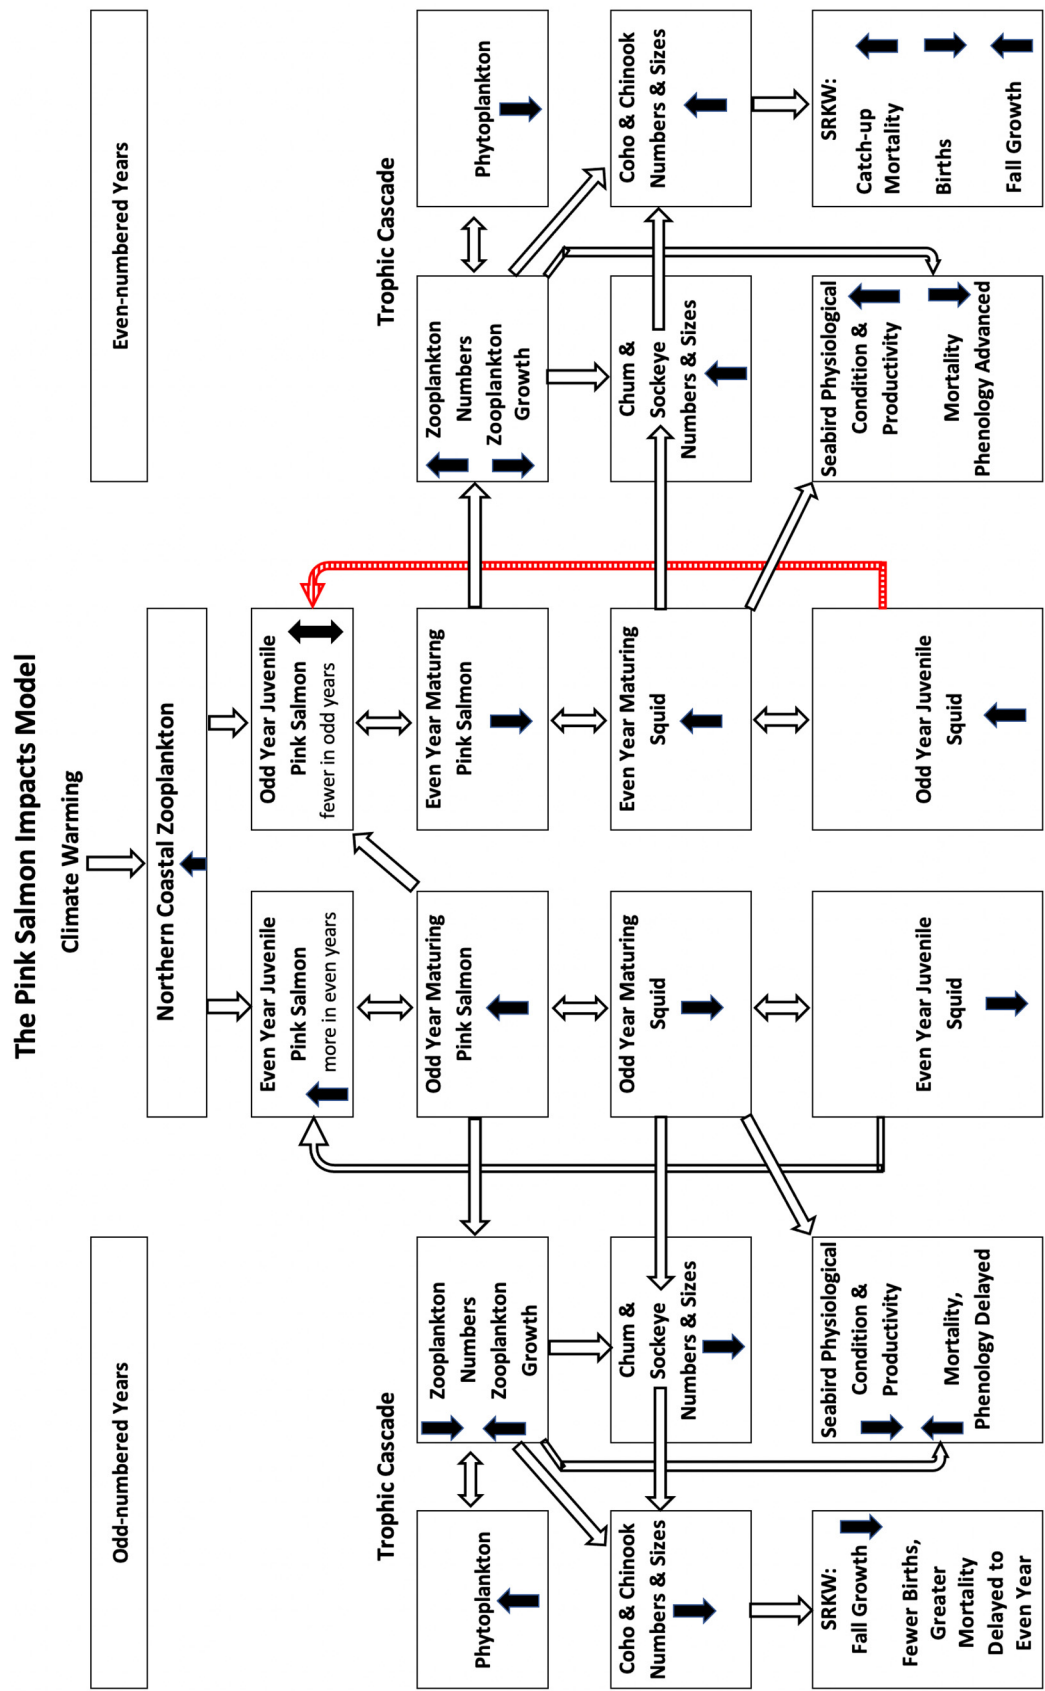 The Pink Salmon Impacts Model
Climate Warming
Odd-numbered Years
Even-numbered Years
Northern Coastal Zooplankton
Even Year Juvenile
Pink Salmon
more in even years
Odd Year Juvenile
Pink Salmon
fewer in odd years
Trophic Cascade
Trophic Cascade
Phytoplankton
Zooplankton
Numbers
Zooplankton
Growth
Odd Year Maturing
Pink Salmon
Even Year Maturng
Pink Salmon
Zooplankton
Numbers
Zooplankton
Growth
Phytoplankton
Coho & Chinook
Numbers & Sizes
Chum &
Sockeye
Numbers & Sizes
Odd Year Maturing
Squid
Even Year Maturing
Squid
Chum &
Sockeye
Numbers & Sizes
Coho & Chinook
Numbers & Sizes
SRKW:
Fall Growth
Fewer Births,
Greater
Mortality
Delayed to
Even Year
Seabird Physiological
Condition &
Productivity
Mortality,
Phenology Delayed
Even Year Juvenile
Squid
Odd Year Juvenile
Squid
Seabird Physiological
Condition &
Productivity
Mortality
Phenology Advanced
SRKW:
Catch-up
Mortality
Births
Fall Growth